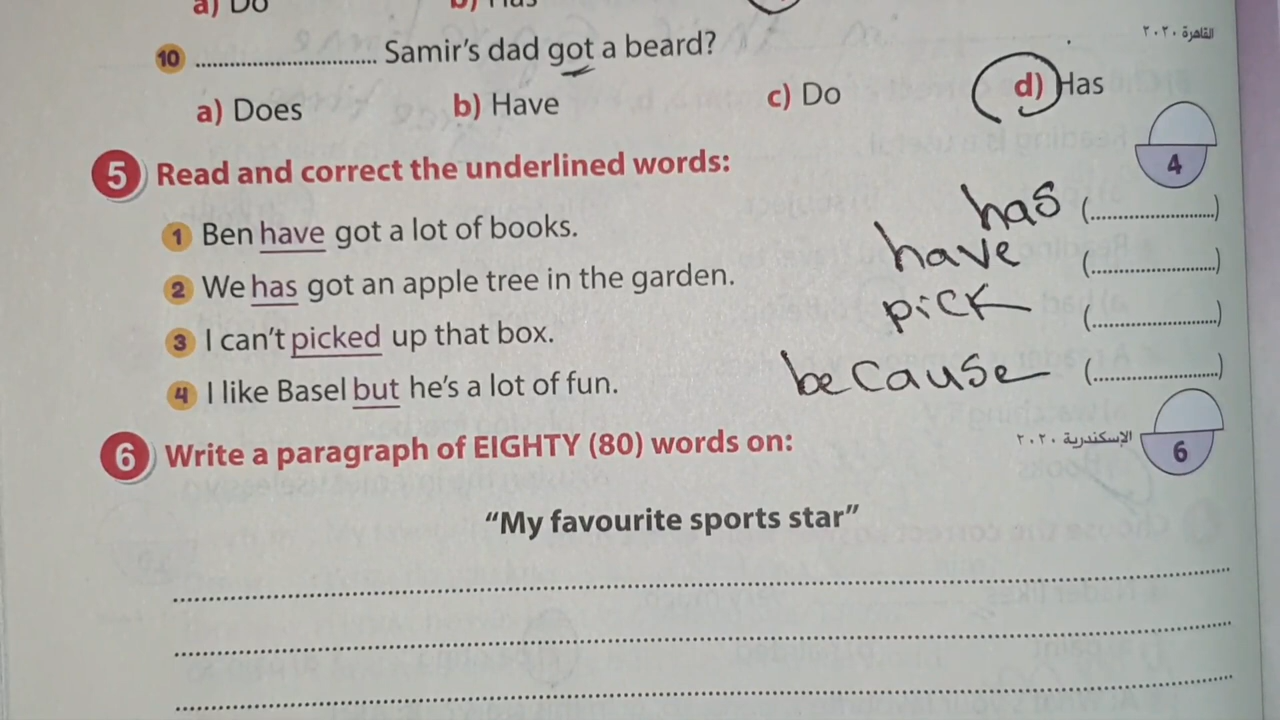 a) Do b) Has
10 .............................. Samir's dad got a beard?
القاهرة ٢٠٢٠
a) Does b) Have c) Do d) Has
5 Read and correct the underlined words:
4
1 Ben have got a lot of books. has (........................)
2 We has got an apple tree in the garden. have (........................)
3 I can't picked up that box. pick (........................)
4 I like Basel but he's a lot of fun. because (........................)
6 Write a paragraph of EIGHTY (80) words on:
الإسكندرية ٢٠٢٠
6
"My favourite sports star"